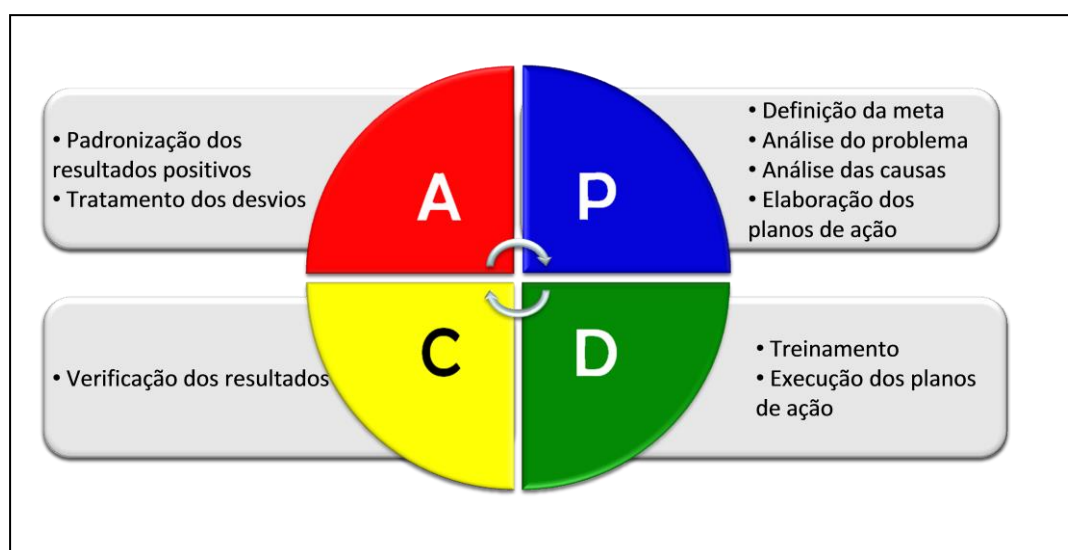 • Padronização dos
resultados positivos
• Tratamento dos desvios
A
P
• Definição da meta
• Análise do problema
• Análise das causas
• Elaboração dos
planos de ação
• Verificação dos resultados
C
D
• Treinamento
• Execução dos planos
de ação